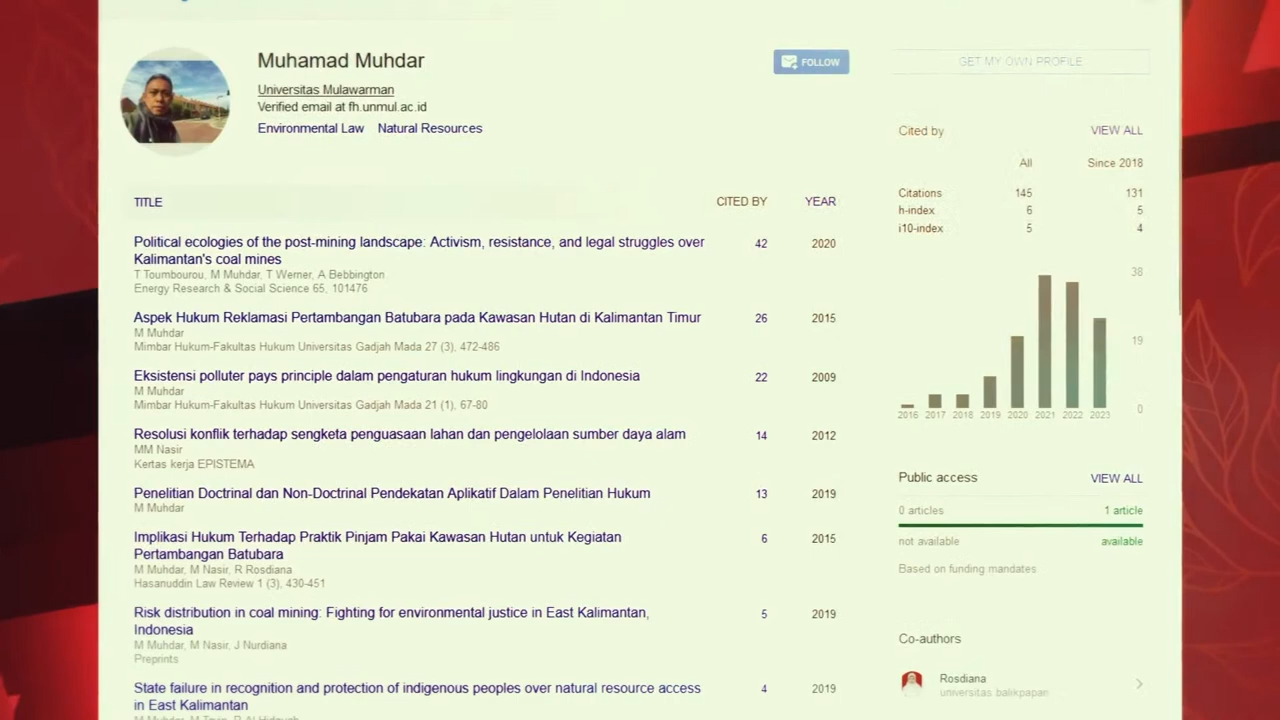 Muhamad Muhdar
FOLLOW
GET MY OWN PROFILE
Universitas Mulawarman
Verified email at fh.unmul.ac.id
Environmental Law Natural Resources
TITLE CITED BY YEAR
Political ecologies of the post-mining landscape: Activism, resistance, and legal struggles over 42 2020
Kalimantan's coal mines
T Toumbourou, M Muhdar, T Werner, A Bebbington
Energy Research & Social Science 65, 101476
Aspek Hukum Reklamasi Pertambangan Batubara pada Kawasan Hutan di Kalimantan Timur 26 2015
M Muhdar
Mimbar Hukum-Fakultas Hukum Universitas Gadjah Mada 27 (3), 472-486
Eksistensi polluter pays principle dalam pengaturan hukum lingkungan di Indonesia 22 2009
M Muhdar
Mimbar Hukum-Fakultas Hukum Universitas Gadjah Mada 21 (1), 67-80
Resolusi konflik terhadap sengketa penguasaan lahan dan pengelolaan sumber daya alam 14 2012
MM Nasir
Kertas kerja EPISTEMA
Penelitian Doctrinal dan Non-Doctrinal Pendekatan Aplikatif Dalam Penelitian Hukum 13 2019
M Muhdar
Implikasi Hukum Terhadap Praktik Pinjam Pakai Kawasan Hutan untuk Kegiatan 6 2015
Pertambangan Batubara
M Muhdar, M Nasir, R Rosdiana
Hasanuddin Law Review 1 (3), 430-451
Risk distribution in coal mining: Fighting for environmental justice in East Kalimantan, 5 2019
Indonesia
M Muhdar, M Nasir, J Nurdiana
Preprints
State failure in recognition and protection of indigenous peoples over natural resource access 4 2019
in East Kalimantan
Cited by VIEW ALL
All Since 2018
Citations 145 131
h-index 6 5
i10-index 5 4
38
19
0
2016 2017 2018 2019 2020 2021 2022 2023
Public access VIEW ALL
0 articles 1 article
not available available
Based on funding mandates
Co-authors
Rosdiana
universitas balikpapan